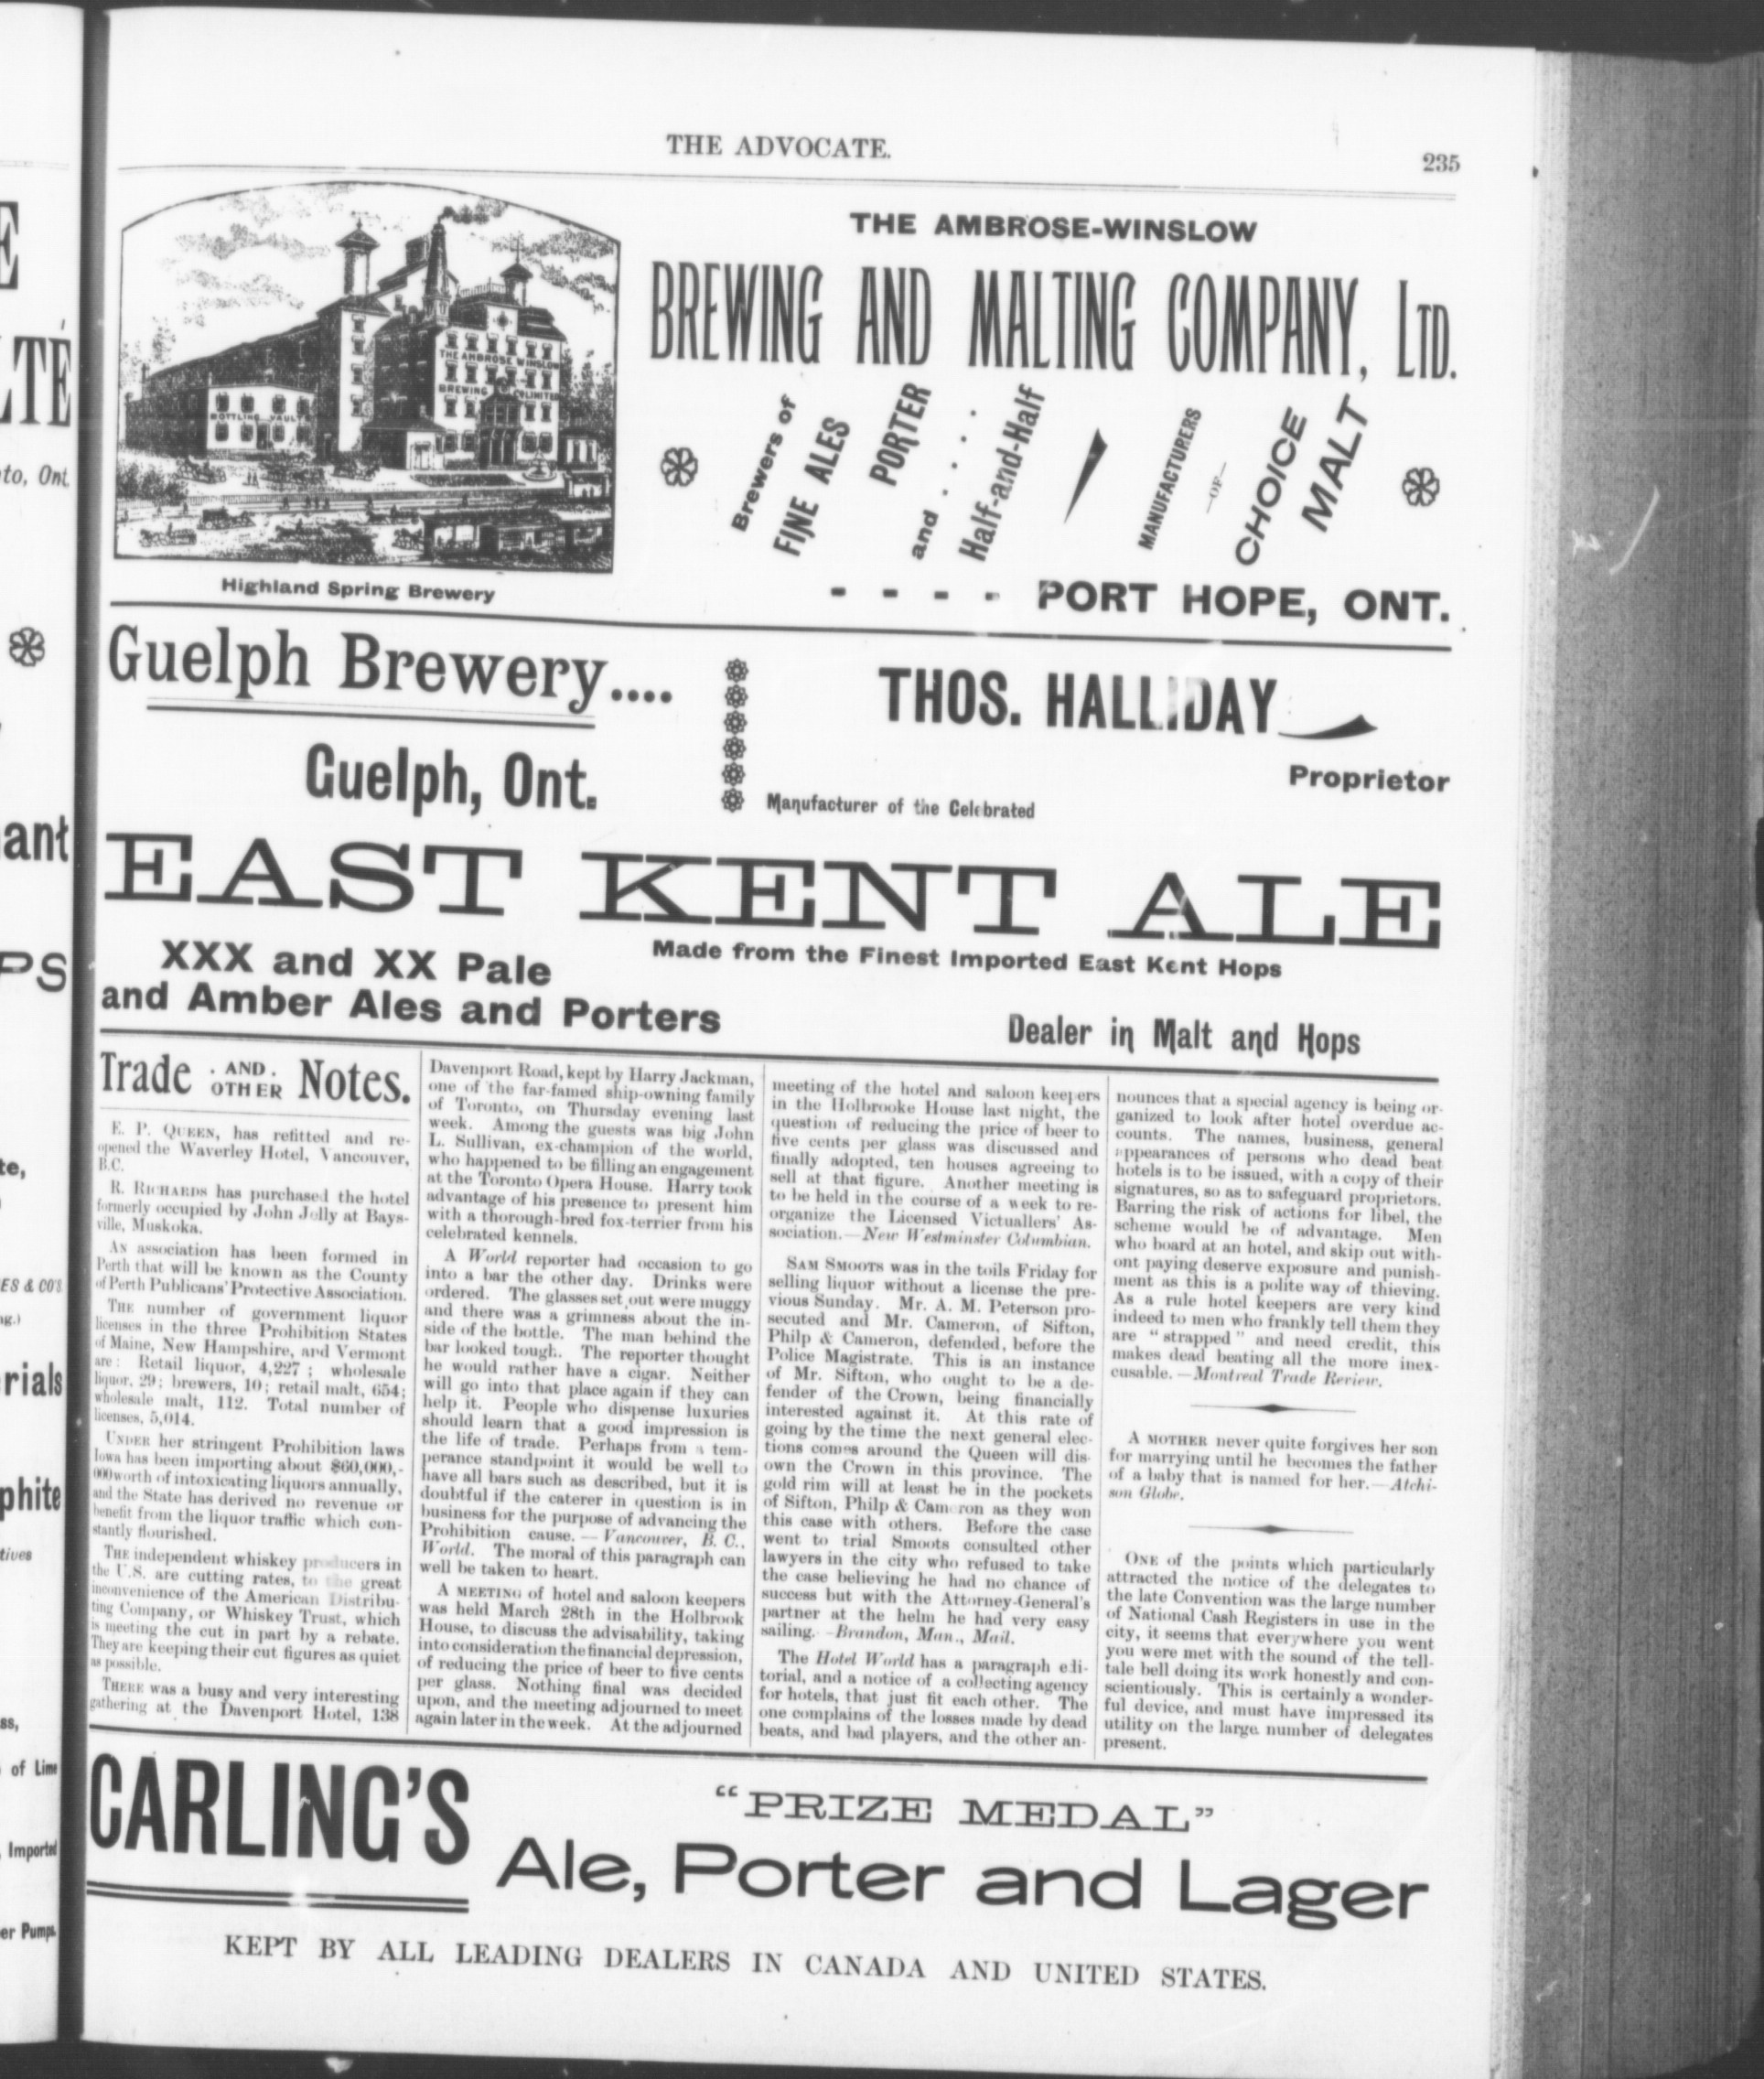 THE ADVOCATE.
235
THE AMBROSE WINSLOW
BREWING CO LIMITED
BOTTLING VAULTS
Highland Spring Brewery
THE AMBROSE-WINSLOW
BREWING AND MALTING COMPANY, LTD.
Brewers of
FINE ALES
PORTER
and . . . . .
Half-and-Half
MANUFACTURERS
—OF—
CHOICE
MALT
- - - - PORT HOPE, ONT.
Guelph Brewery....
Guelph, Ont.
THOS. HALLIDAY
Proprietor
Manufacturer of the Celebrated
EAST KENT ALE
XXX and XX Pale
and Amber Ales and Porters
Made from the Finest Imported East Kent Hops
Dealer in Malt and Hops
Trade . AND . OTHER Notes.
E. P. QUEEN, has refitted and re-
opened the Waverley Hotel, Vancouver,
B.C.
R. RICHARDS has purchased the hotel
formerly occupied by John Jolly at Bays-
ville, Muskoka.
AN association has been formed in
Perth that will be known as the County
of Perth Publicans' Protective Association.
THE number of government liquor
licenses in the three Prohibition States
of Maine, New Hampshire, and Vermont
are: Retail liquor, 4,227; wholesale
liquor, 29; brewers, 10; retail malt, 654;
wholesale malt, 112. Total number of
licenses, 5,014.
UNDER her stringent Prohibition laws
Iowa has been importing about $60,000,-
000 worth of intoxicating liquors annually,
and the State has derived no revenue or
benefit from the liquor traffic which con-
stantly flourished.
THE independent whiskey producers in
the U.S. are cutting rates, to the great
inconvenience of the American Distribu-
ting Company, or Whiskey Trust, which
is meeting the cut in part by a rebate.
They are keeping their cut figures as quiet
as possible.
THERE was a busy and very interesting
gathering at the Davenport Hotel, 138
Davenport Road, kept by Harry Jackman,
one of the far-famed ship-owning family
of Toronto, on Thursday evening last
week. Among the guests was big John
L. Sullivan, ex-champion of the world,
who happened to be filling an engagement
at the Toronto Opera House. Harry took
advantage of his presence to present him
with a thorough-bred fox-terrier from his
celebrated kennels.
A World reporter had occasion to go
into a bar the other day. Drinks were
ordered. The glasses set out were muggy
and there was a grimness about the in-
side of the bottle. The man behind the
bar looked tough. The reporter thought
he would rather have a cigar. Neither
will go into that place again if they can
help it. People who dispense luxuries
should learn that a good impression is
the life of trade. Perhaps from a tem-
perance standpoint it would be well to
have all bars such as described, but it is
doubtful if the caterer in question is in
business for the purpose of advancing the
Prohibition cause.—Vancouver, B. C.,
World. The moral of this paragraph can
well be taken to heart.
A MEETING of hotel and saloon keepers
was held March 28th in the Holbrook
House, to discuss the advisability, taking
into consideration the financial depression,
of reducing the price of beer to five cents
per glass. Nothing final was decided
upon, and the meeting adjourned to meet
again later in the week. At the adjourned
meeting of the hotel and saloon keepers
in the Holbrooke House last night, the
question of reducing the price of beer to
five cents per glass was discussed and
finally adopted, ten houses agreeing to
sell at that figure. Another meeting is
to be held in the course of a week to re-
organize the Licensed Victuallers' As-
sociation.—New Westminster Columbian.
SAM SMOOTS was in the toils Friday for
selling liquor without a license the pre-
vious Sunday. Mr. A. M. Peterson pro-
secuted and Mr. Cameron, of Sifton,
Philp & Cameron, defended, before the
Police Magistrate. This is an instance
of Mr. Sifton, who ought to be a de-
fender of the Crown, being financially
interested against it. At this rate of
going by the time the next general elec-
tions comes around the Queen will dis-
own the Crown in this province. The
gold rim will at least be in the pockets
of Sifton, Philp & Cameron as they won
this case with others. Before the case
went to trial Smoots consulted other
lawyers in the city who refused to take
the case believing he had no chance of
success but with the Attorney-General's
partner at the helm he had very easy
sailing.—Brandon, Man., Mail.
The Hotel World has a paragraph edi-
torial, and a notice of a collecting agency
for hotels, that just fit each other. The
one complains of the losses made by dead
beats, and bad players, and the other an-
nounces that a special agency is being or-
ganized to look after hotel overdue ac-
counts. The names, business, general
appearances of persons who dead beat
hotels is to be issued, with a copy of their
signatures, so as to safeguard proprietors.
Barring the risk of actions for libel, the
scheme would be of advantage. Men
who board at an hotel, and skip out with-
ont paying deserve exposure and punish-
ment as this is a polite way of thieving.
As a rule hotel keepers are very kind
indeed to men who frankly tell them they
are "strapped" and need credit, this
makes dead beating all the more inex-
cusable.—Montreal Trade Review.
A MOTHER never quite forgives her son
for marrying until he becomes the father
of a baby that is named for her.—Atchi-
son Globe.
ONE of the points which particularly
attracted the notice of the delegates to
the late Convention was the large number
of National Cash Registers in use in the
city, it seems that everywhere you went
you were met with the sound of the tell-
tale bell doing its work honestly and con-
scientiously. This is certainly a wonder-
ful device, and must have impressed its
utility on the large number of delegates
present.
CARLING'S
"PRIZE MEDAL"
Ale, Porter and Lager
KEPT BY ALL LEADING DEALERS IN CANADA AND UNITED STATES.